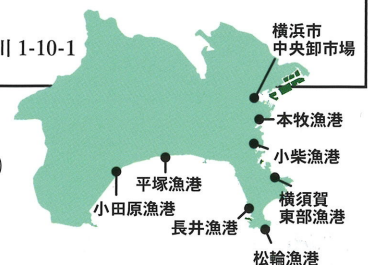 川 1-10-1
横浜市
中央卸市場
本牧漁港
小柴漁港
平塚漁港
横須賀
東部漁港
小田原漁港
長井漁港
松輪漁港